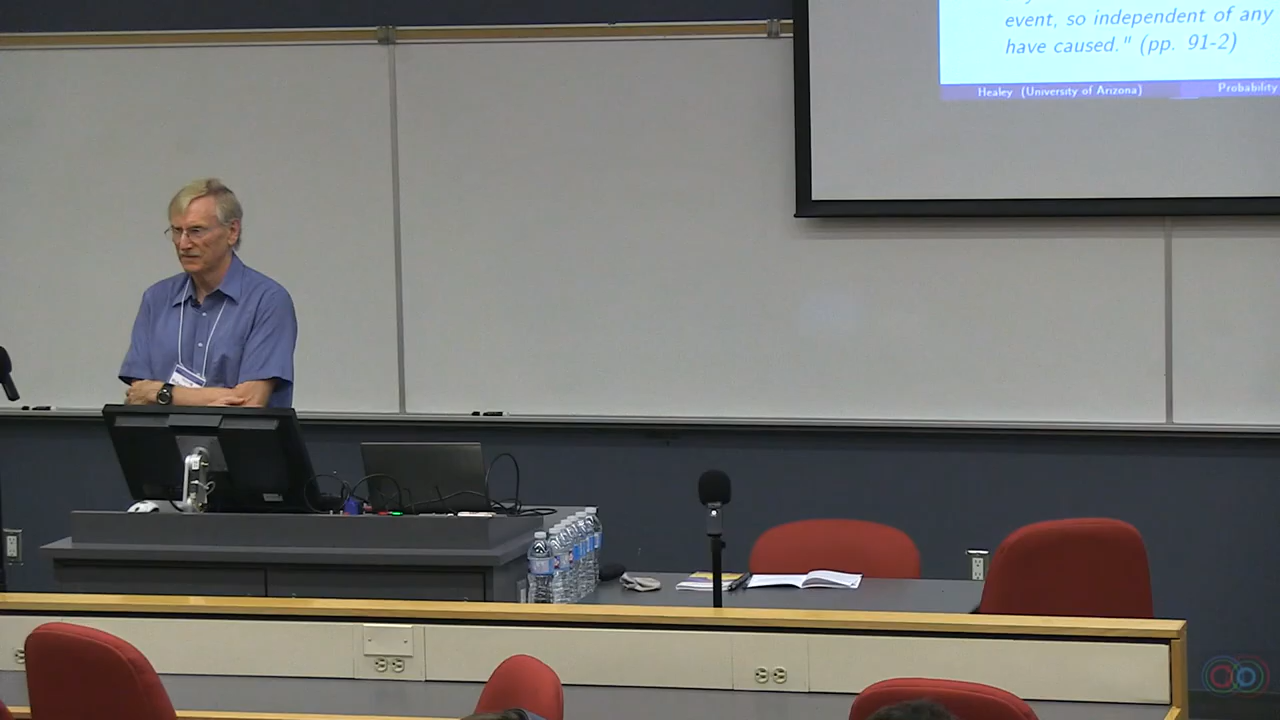 event, so independent of any
have caused." (pp. 91-2)
Healey (University of Arizona)
Probability